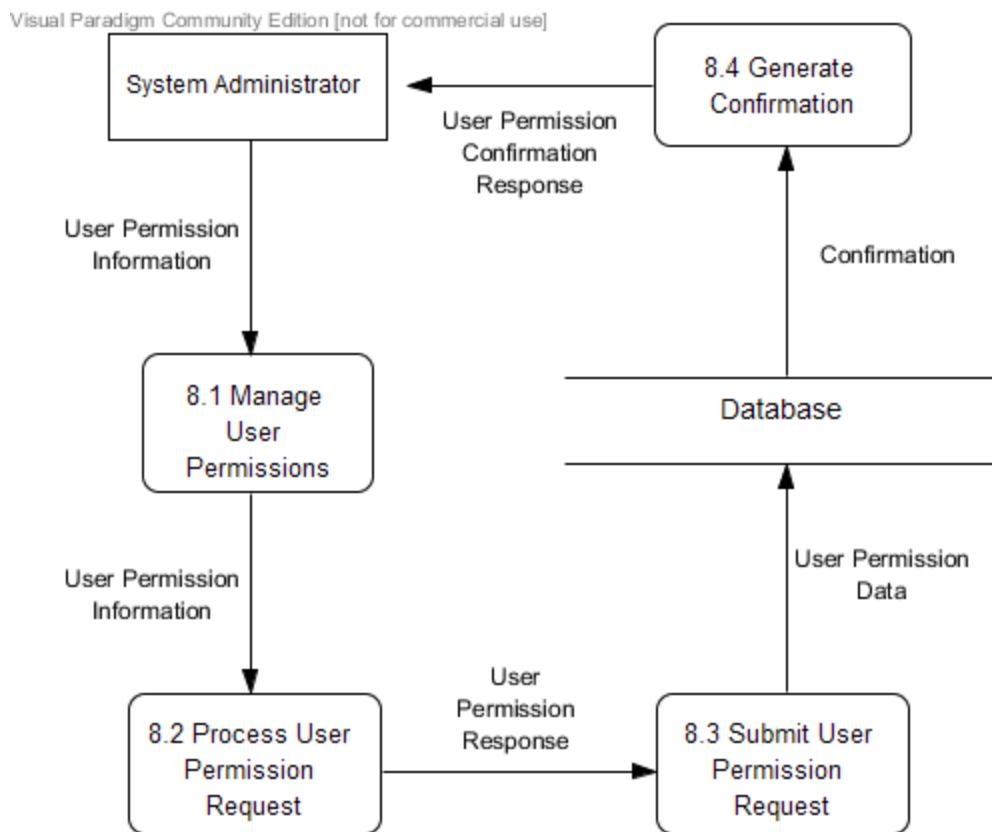 Visual Paradigm Community Edition [not for commercial use]
System Administrator
8.4 Generate
Confirmation
User Permission
Confirmation
Response
User Permission
Information
Confirmation
8.1 Manage
User
Permissions
Database
User Permission
Information
User Permission
Data
User
Permission
Response
8.2 Process User
Permission
Request
8.3 Submit User
Permission
Request